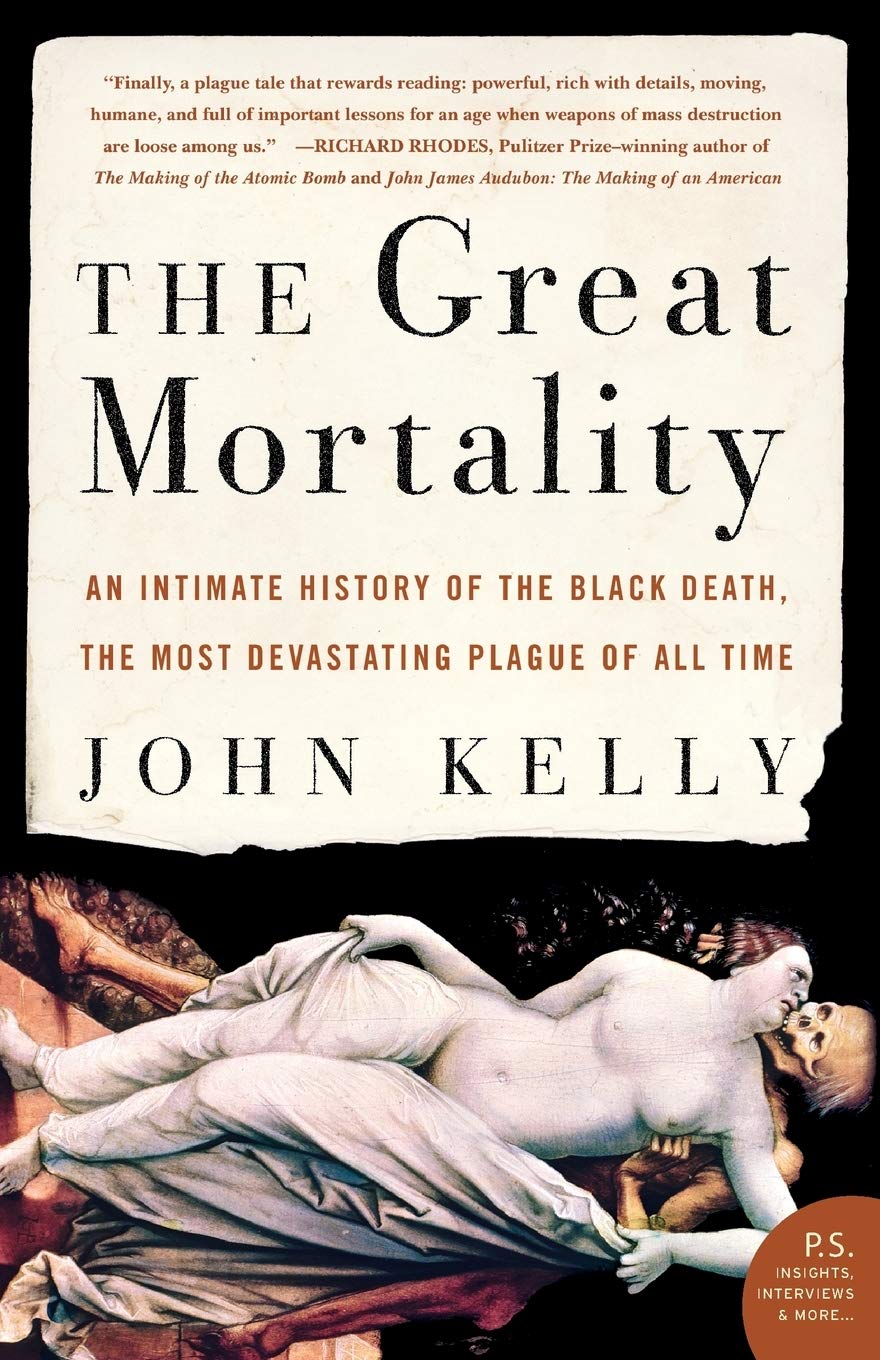 “Finally, a plague tale that rewards reading: powerful, rich with details, moving,
humane, and full of important lessons for an age when weapons of mass destruction
are loose among us.” —RICHARD RHODES, Pulitzer Prize–winning author of
The Making of the Atomic Bomb and John James Audubon: The Making of an American
THE Great
Mortality
AN INTIMATE HISTORY OF THE BLACK DEATH,
THE MOST DEVASTATING PLAGUE OF ALL TIME
JOHN KELLY
P.S.
INSIGHTS,
INTERVIEWS
& MORE...